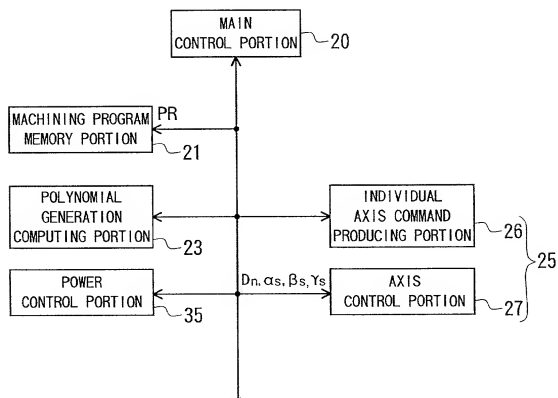 MAIN
CONTROL PORTION
20
PR
MACHINING PROGRAM
MEMORY PORTION
21
POLYNOMIAL
GENERATION
COMPUTING PORTION
23
INDIVIDUAL
AXIS COMMAND
PRODUCING PORTION
26
25
POWER
CONTROL PORTION
35
Dn, αs, βs, γs
AXIS
CONTROL PORTION
27